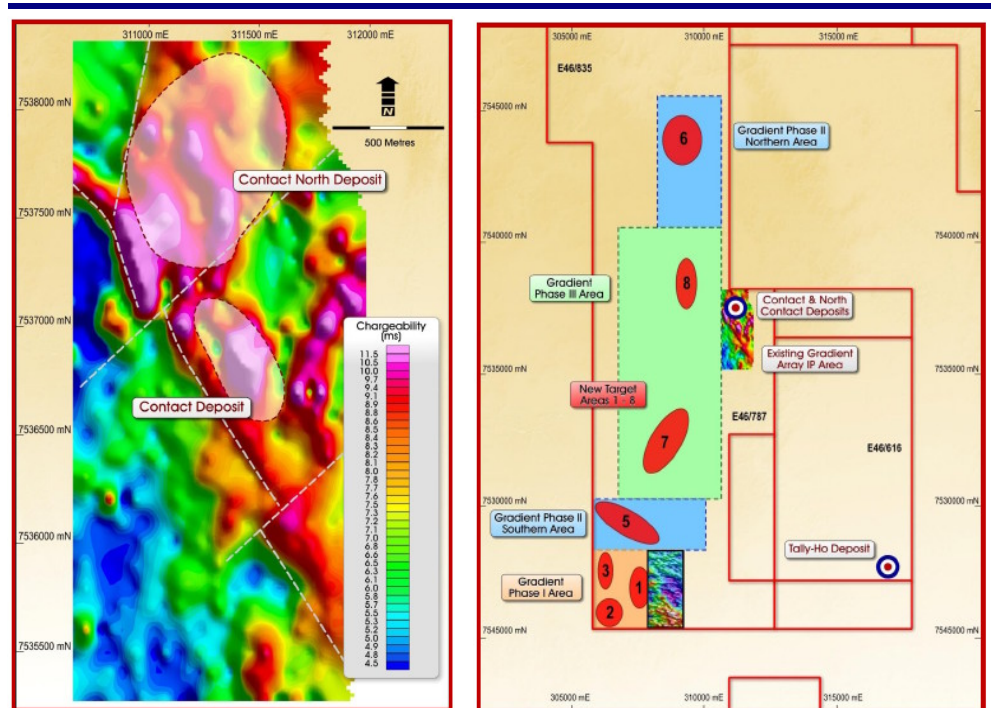 311000 mE
311500 mE
312000 mE
7538000 mN
N
500 Metres
Contact North Deposit
7537500 mN
7537000 mN
Contact Deposit
7536500 mN
7536000 mN
7535500 mN
Chargeability
(ms)
11.5
10.5
10.0
9.7
9.4
9.1
8.9
8.8
8.6
8.5
8.4
8.3
8.2
8.1
8.0
7.8
7.7
7.6
7.5
7.3
7.2
7.1
7.0
6.8
6.6
6.5
6.3
6.1
6.0
5.8
5.7
5.5
5.3
5.2
5.0
4.9
4.8
4.5
305000 mE
310000 mE
315000 mE
E46/835
7545000 mN
7545000 mN
6
Gradient Phase II
Northern Area
7540000 mN
7540000 mN
Gradient
Phase III Area
8
Contact & North
Contact Deposits
Existing Gradient
Array IP Area
7535000 mN
7535000 mN
New Target
Areas 1 - 8
E46/787
7
E46/616
7530000 mN
7530000 mN
Gradient Phase II
Southern Area
5
Tally-Ho Deposit
Gradient
Phase I Area
3
1
2
7545000 mN
7545000 mN
305000 mE
310000 mE
315000 mE